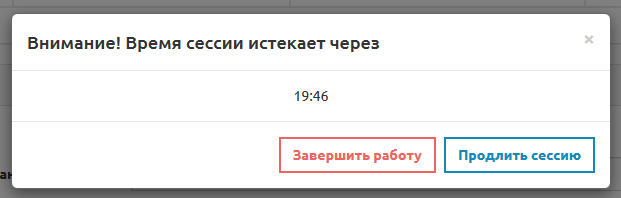 Внимание! Время сессии истекает через
×
19:46
Завершить работу
Продлить сессию